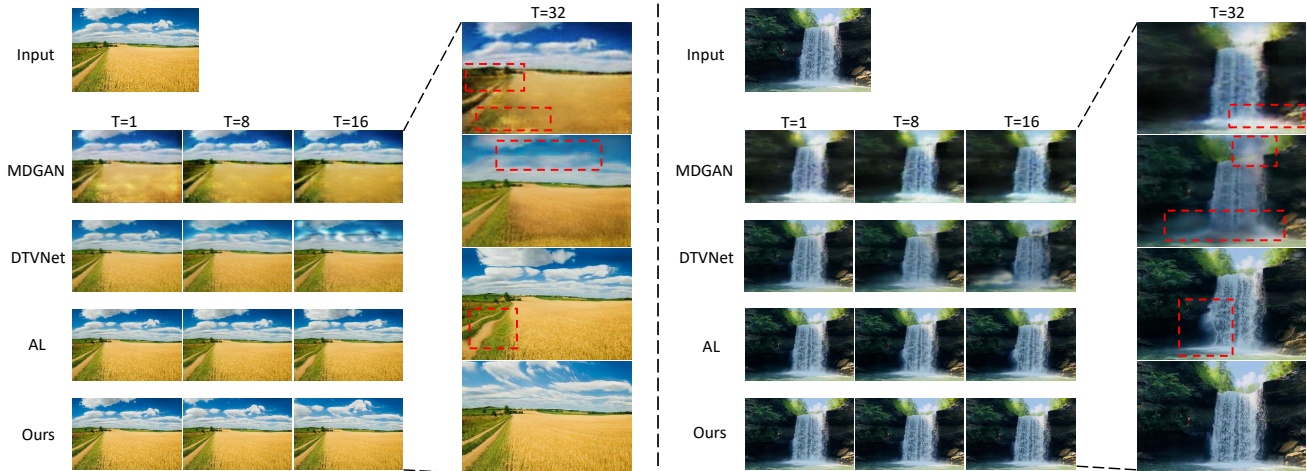 T=32
Input
T=1 T=8 T=16
MDGAN
DTVNet
AL
Ours
T=32
Input
T=1 T=8 T=16
MDGAN
DTVNet
AL
Ours